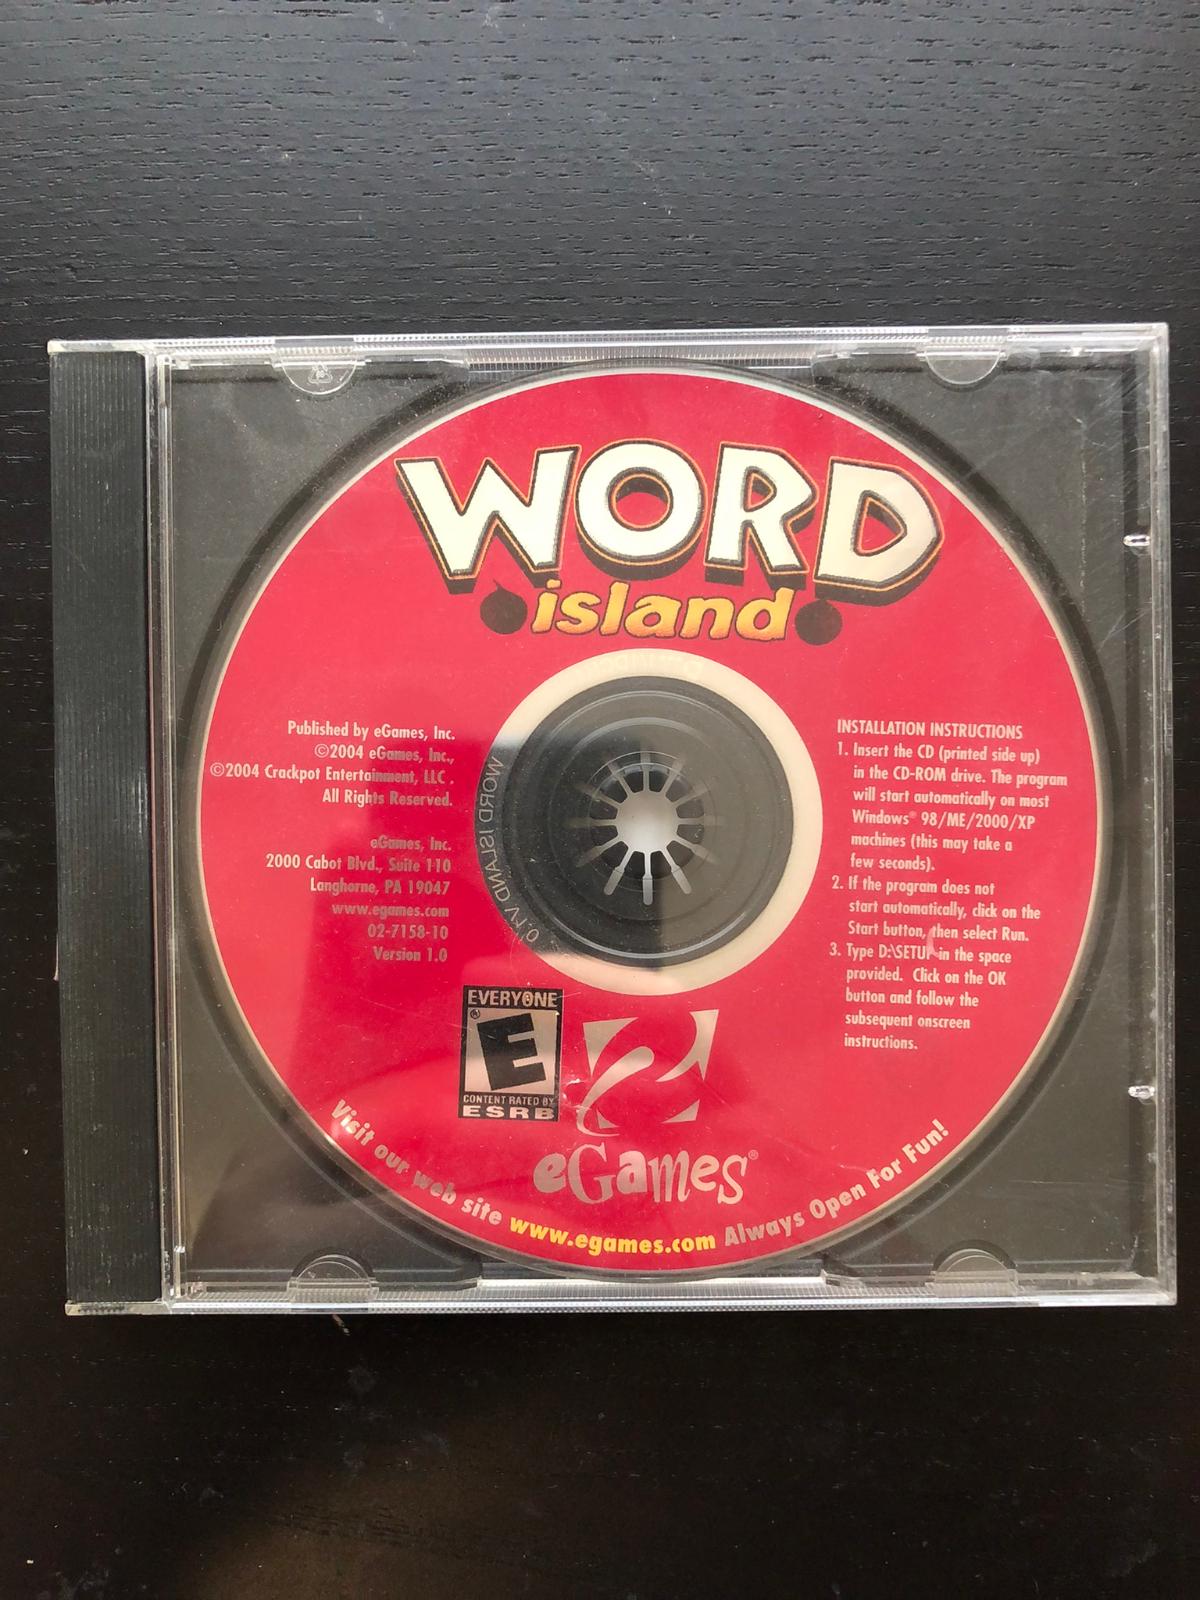 WORD
island
Published by eGames, Inc.
©2004 eGames, Inc.,
©2004 Crackpot Entertainment, LLC .
All Rights Reserved.
eGames, Inc.
2000 Cabot Blvd., Suite 110
Langhorne, PA 19047
www.egames.com
02-7158-10
Version 1.0
INSTALLATION INSTRUCTIONS
1. Insert the CD (printed side up)
in the CD-ROM drive. The program
will start automatically on most
Windows® 98/ME/2000/XP
machines (this may take a
few seconds).
2. If the program does not
start automatically, click on the
Start button, then select Run.
3. Type D:\SETUP in the space
provided. Click on the OK
button and follow the
subsequent onscreen
instructions.
WORD ISLAND V1.0
EVERYONE
E®
CONTENT RATED BY
ESRB
eGames®
Visit our web site www.egames.com Always Open For Fun!